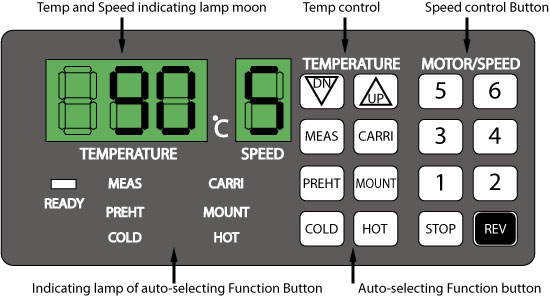 Temp and Speed indicating lamp moon
Temp control
Speed control Button
TEMPERATURE
MOTOR/SPEED
90 °C
5
DN
UP
5
6
MEAS
CARRI
3
4
TEMPERATURE
SPEED
MEAS
CARRI
PREHT
MOUNT
1
2
READY
PREHT
MOUNT
COLD
HOT
COLD
HOT
STOP
REV
Indicating lamp of auto-selecting Function Button
Auto-selecting Function button